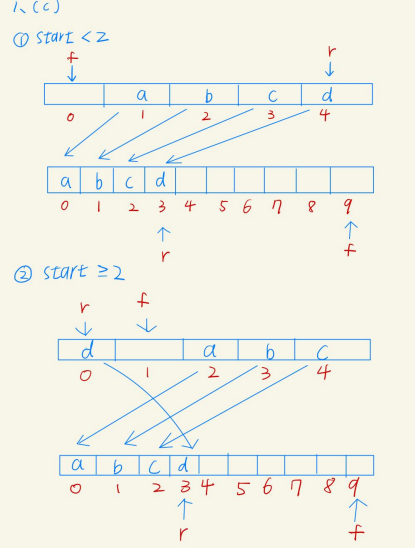 1、(c)
① start < 2
f r
a b c d
0 1 2 3 4
a b c d
0 1 2 3 4 5 6 7 8 9
r f
② start ≥ 2
r f
d a b c
0 1 2 3 4
a b c d
0 1 2 3 4 5 6 7 8 9
r f